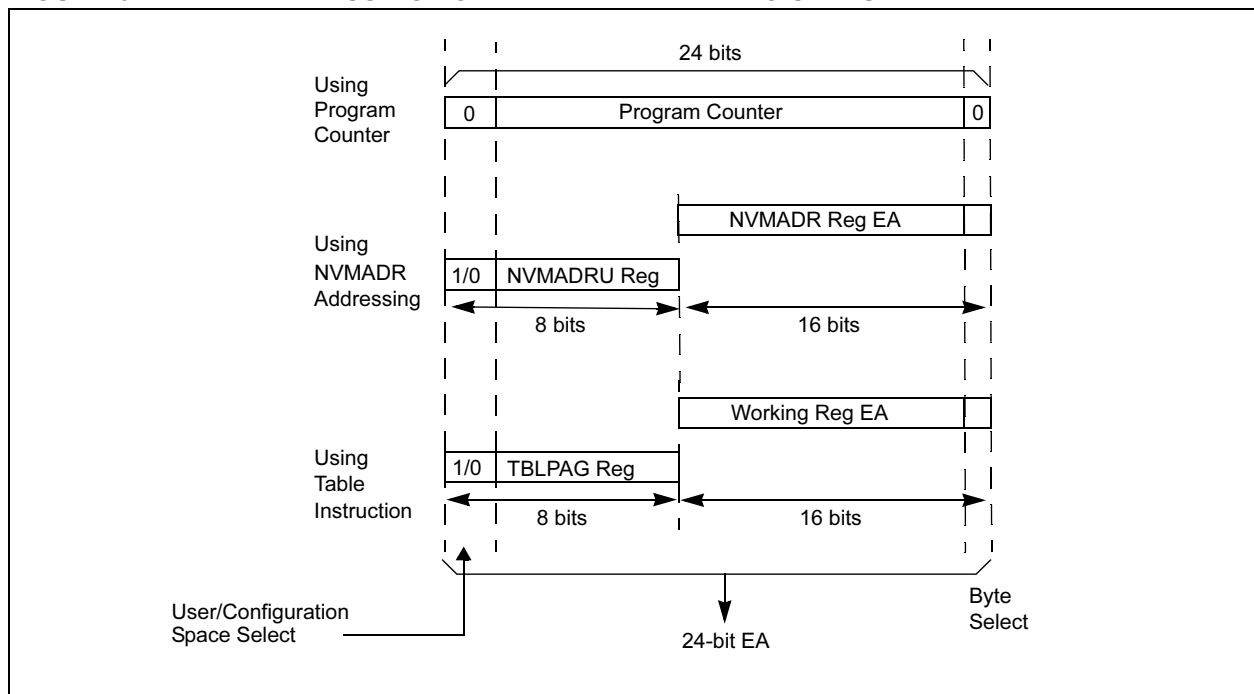 24 bits
Using
Program
Counter
0
Program Counter
0
NVMADR Reg EA
Using
NVMADR
Addressing
1/0
NVMADRU Reg
8 bits
16 bits
Working Reg EA
Using
Table
Instruction
1/0
TBLPAG Reg
8 bits
16 bits
User/Configuration
Space Select
24-bit EA
Byte
Select